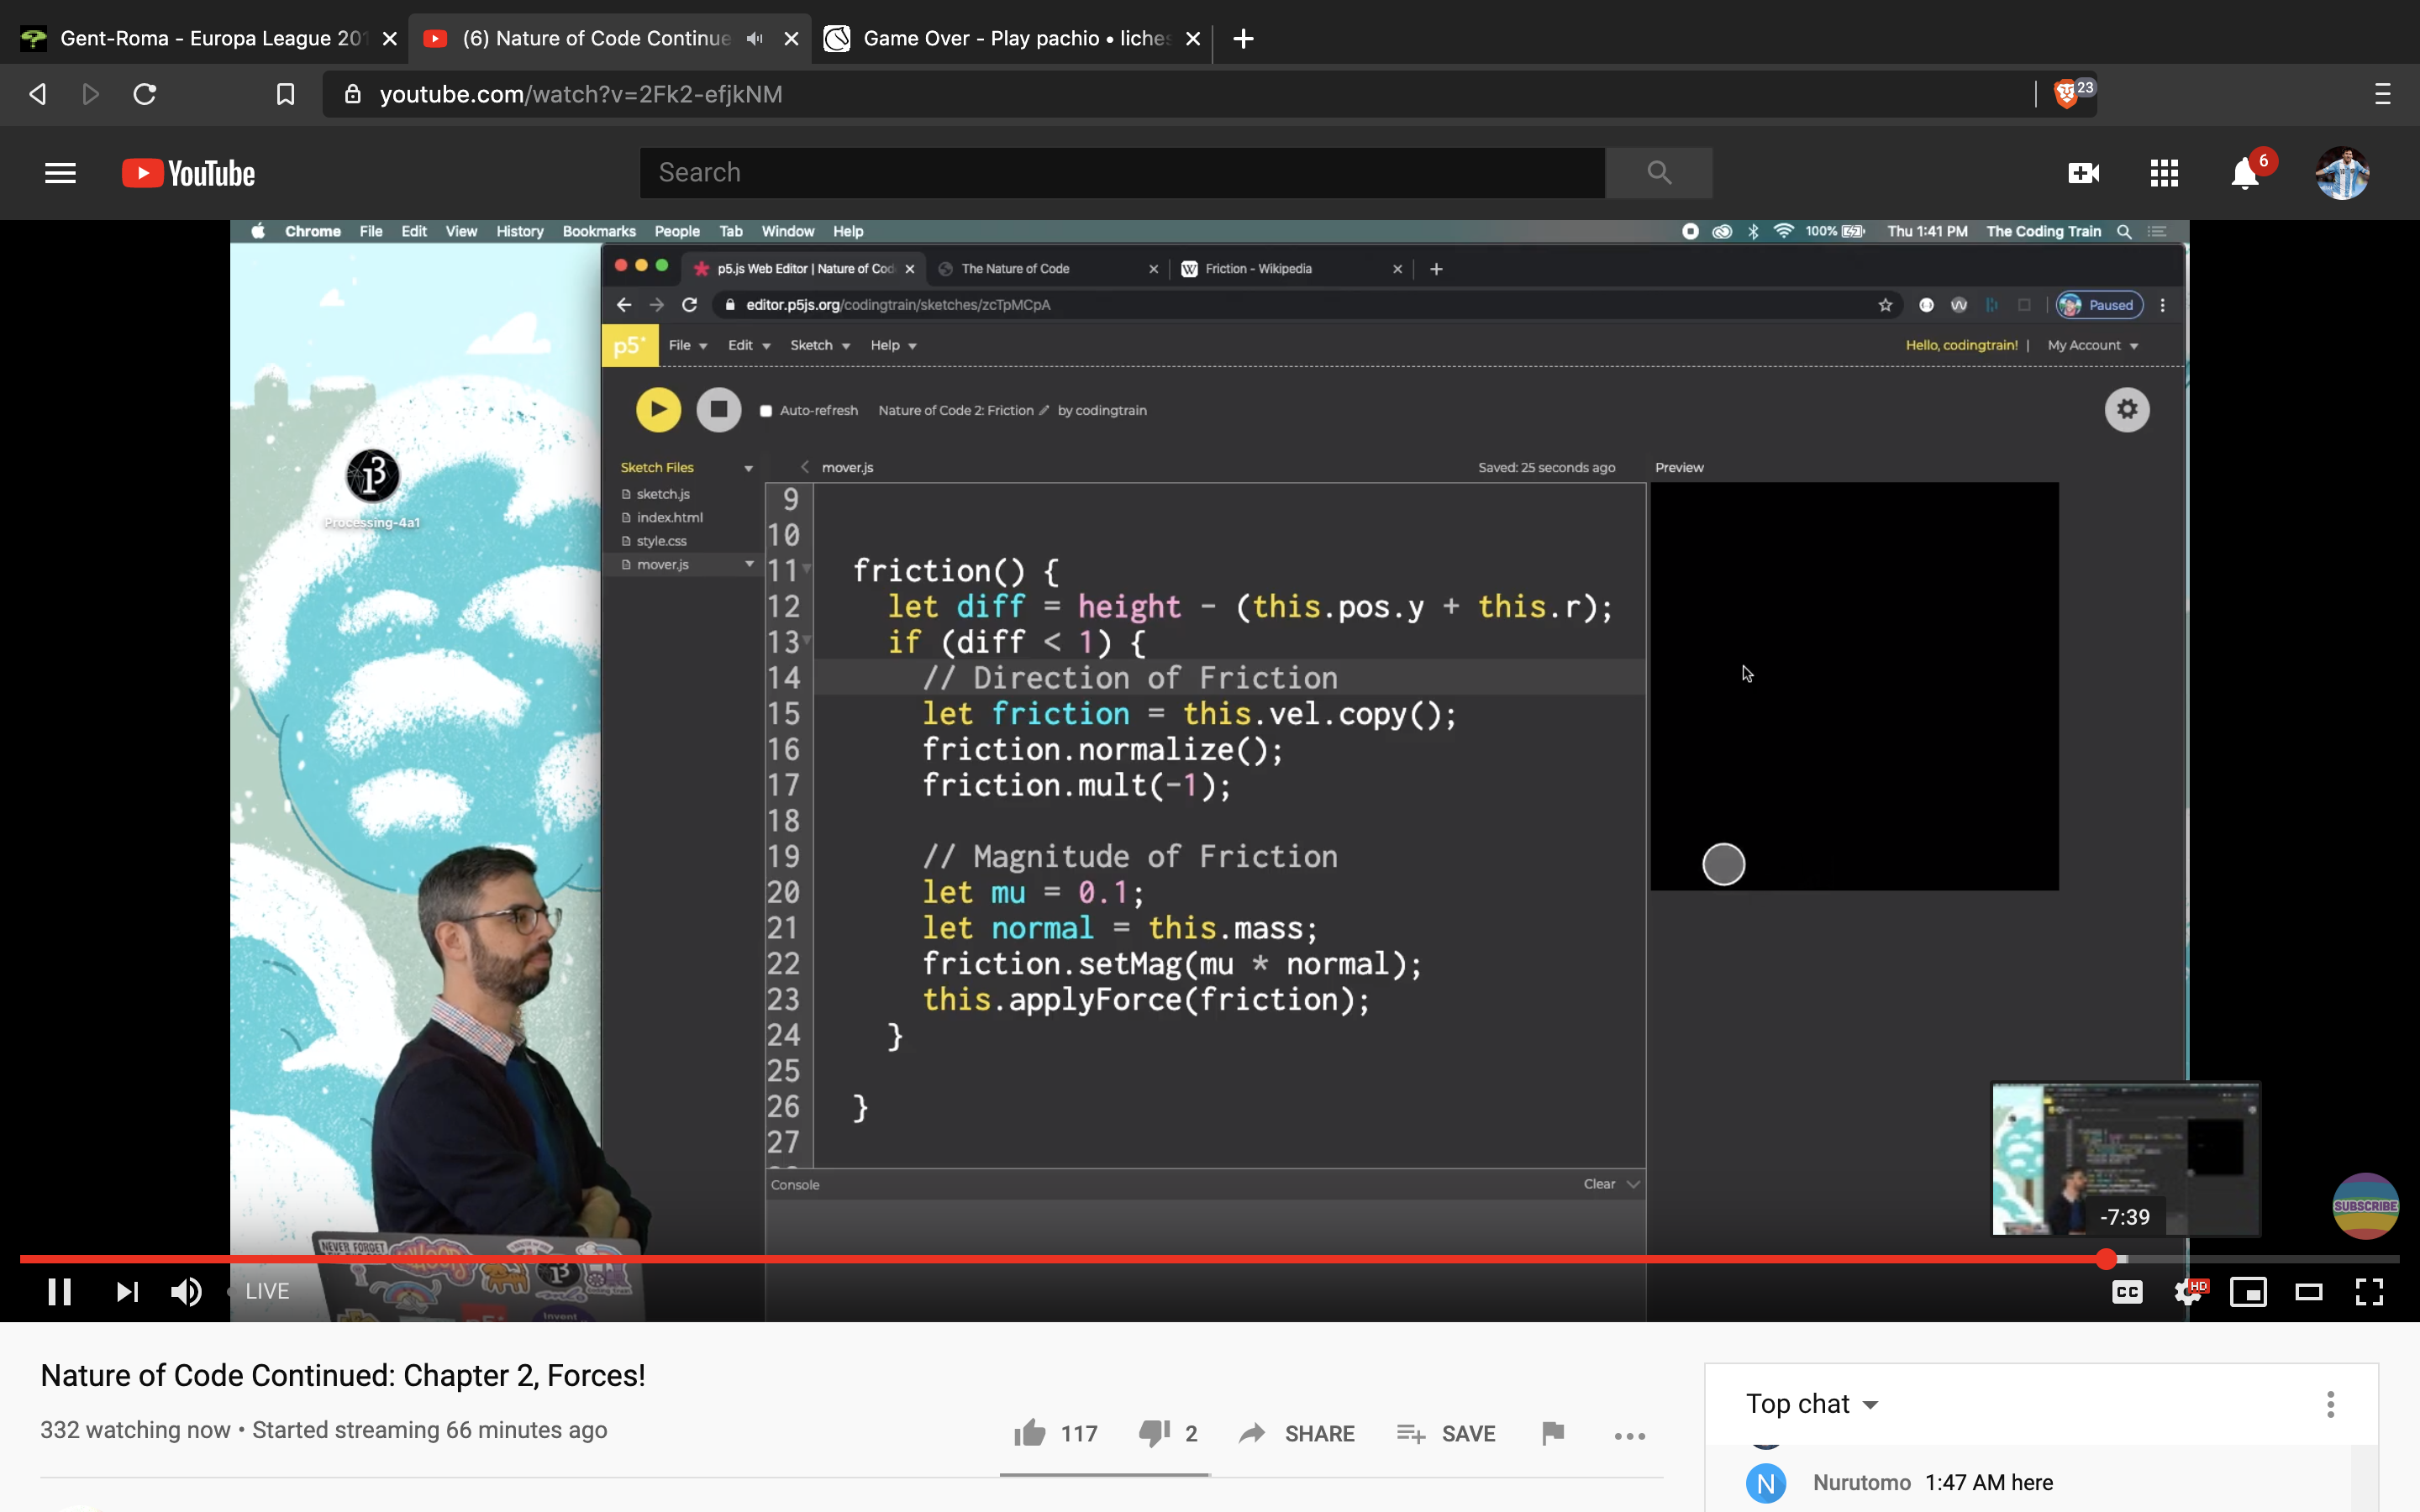 Gent-Roma - Europa League 201
(6) Nature of Code Continue
Game Over - Play pachio • liches
youtube.com/watch?v=2Fk2-efjkNM
23
YouTube
Search
6
Chrome File Edit View History Bookmarks People Tab Window Help
100% Thu 1:41 PM The Coding Train
p5.js Web Editor | Nature of Cod
The Nature of Code
W Friction - Wikipedia
editor.p5js.org/codingtrain/sketches/zcTpMCpA
Paused
p5* File Edit Sketch Help
Hello, codingtrain! | My Account
Auto-refresh Nature of Code 2: Friction by codingtrain
Sketch Files
sketch.js
index.html
style.css
mover.js
Processing-4a1
mover.js
Saved: 25 seconds ago
Preview
9
10
11 friction() {
12 let diff = height - (this.pos.y + this.r);
13 if (diff < 1) {
14 // Direction of Friction
15 let friction = this.vel.copy();
16 friction.normalize();
17 friction.mult(-1);
18
19 // Magnitude of Friction
20 let mu = 0.1;
21 let normal = this.mass;
22 friction.setMag(mu * normal);
23 this.applyForce(friction);
24 }
25
26 }
27
Console
Clear
NEVER FORGET
-7:39
SUBSCRIBE
LIVE
CC
HD
Nature of Code Continued: Chapter 2, Forces!
332 watching now • Started streaming 66 minutes ago
117
2
SHARE
SAVE
Top chat
N Nurutomo 1:47 AM here